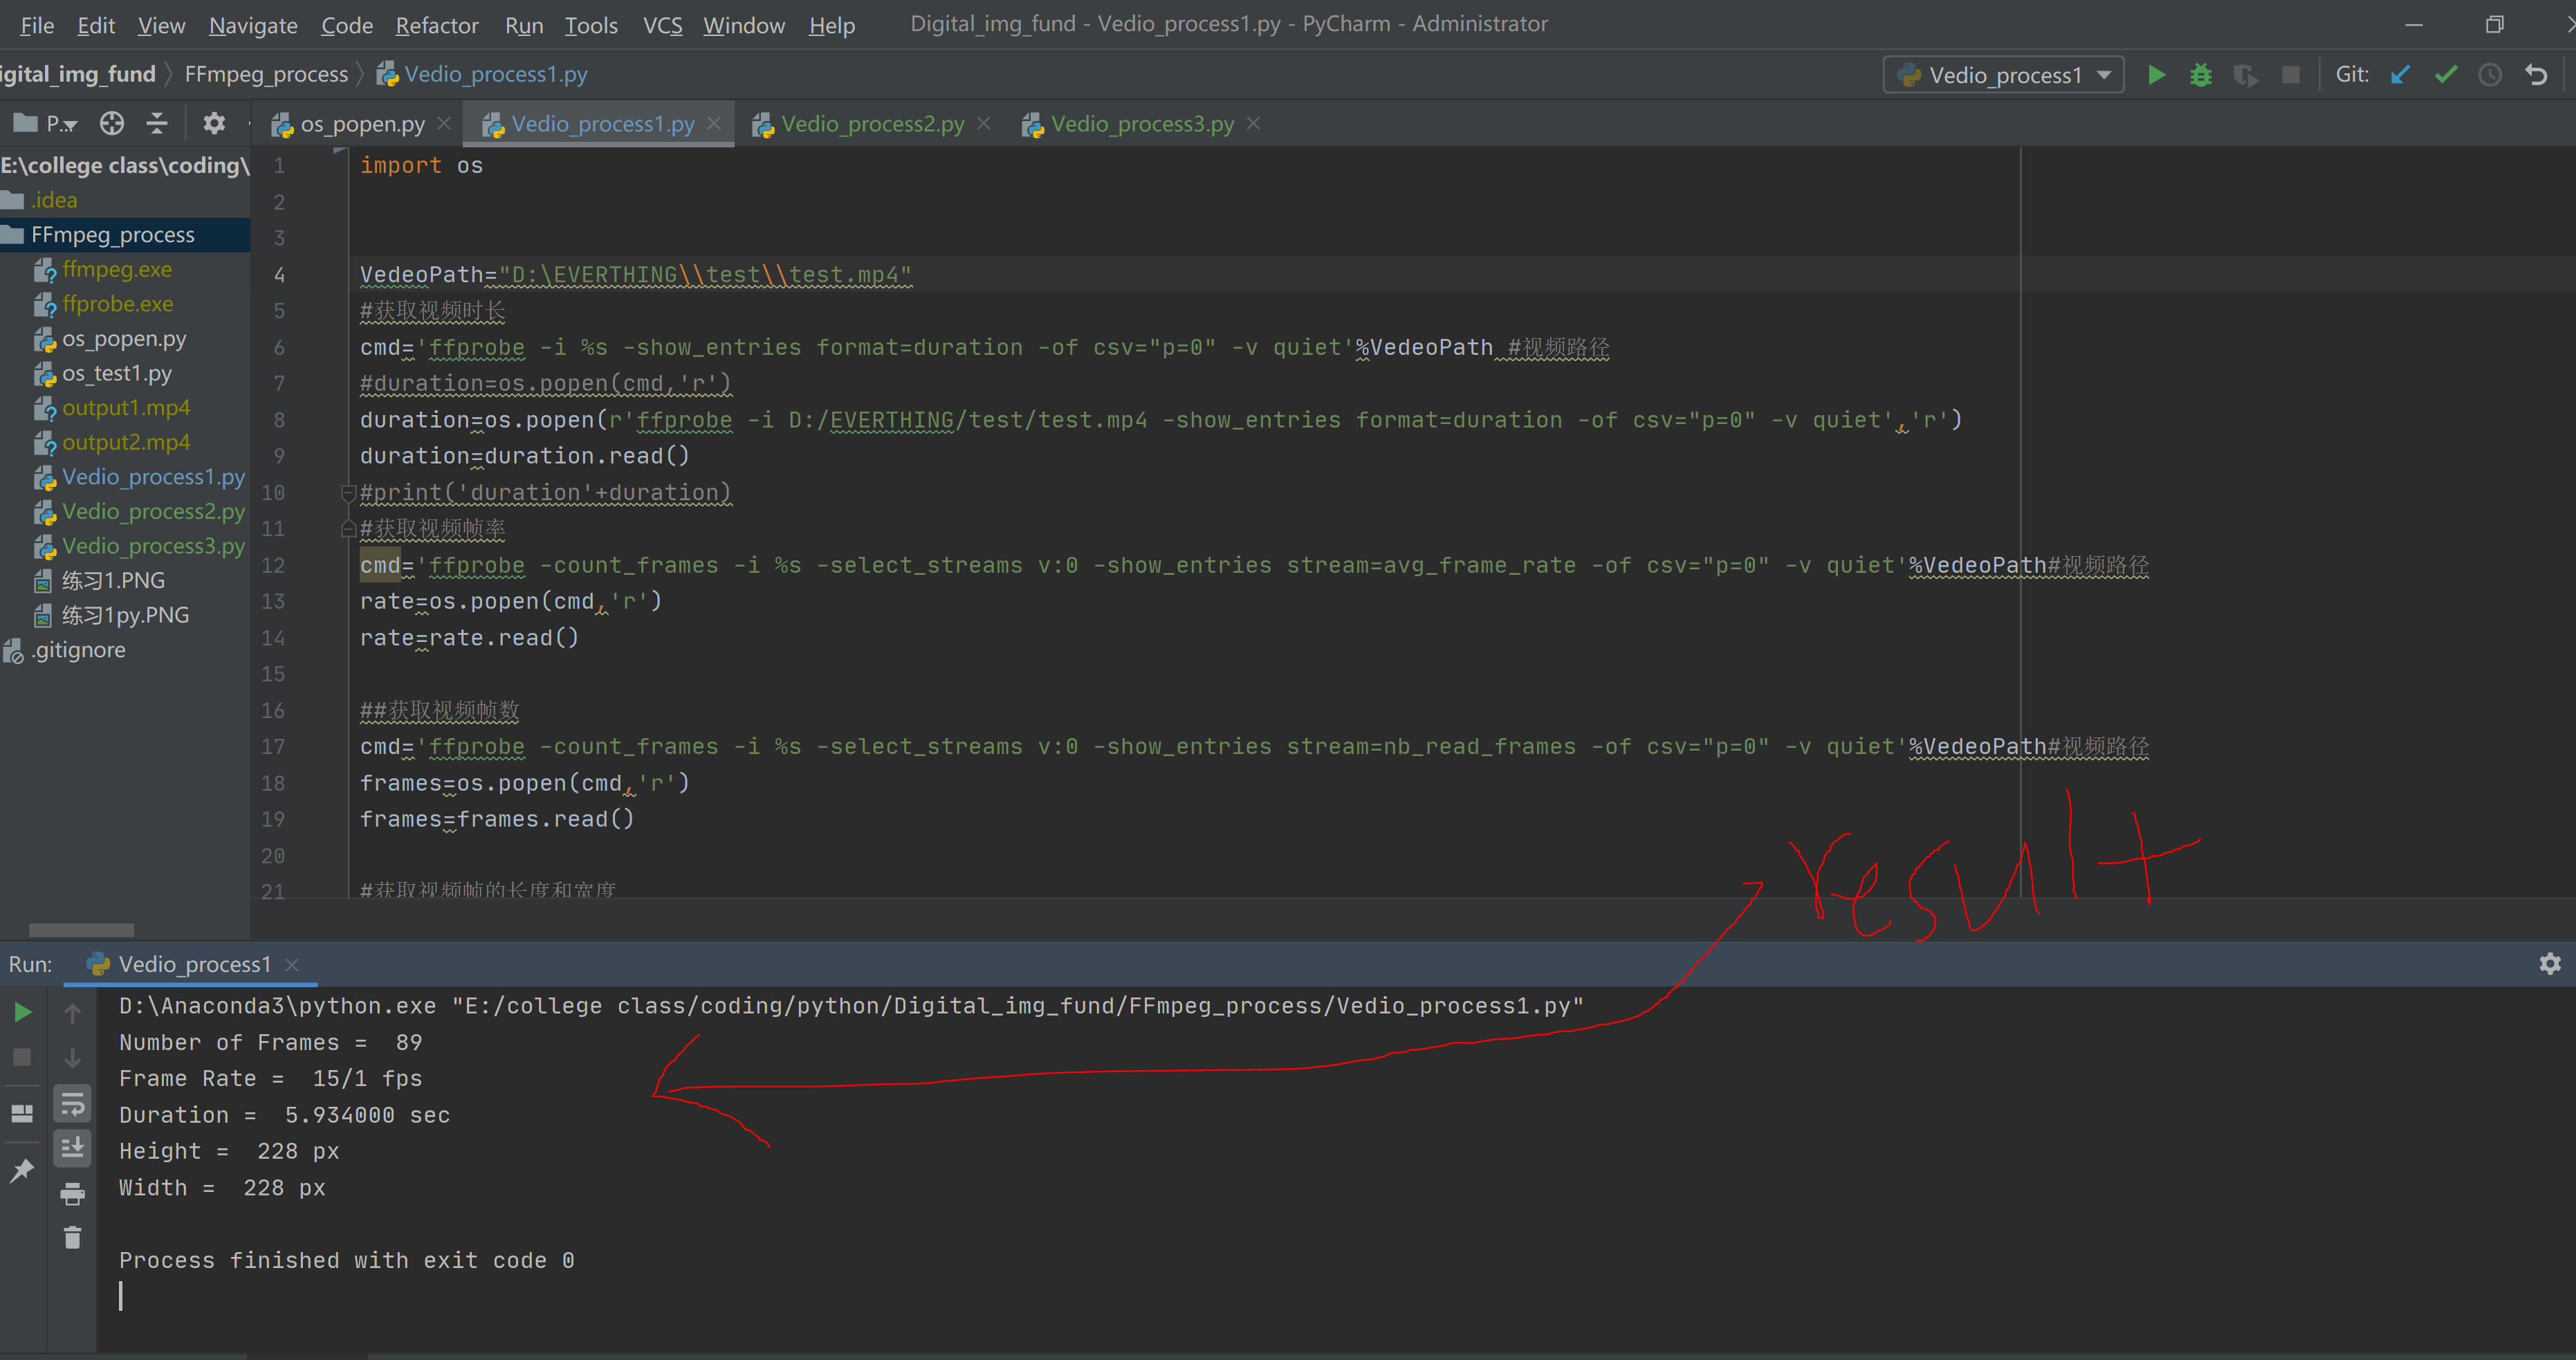 File Edit View Navigate Code Refactor Run Tools VCS Window Help Digital_img_fund - Vedio_process1.py - PyCharm - Administrator
igital_img_fund FFmpeg_process Vedio_process1.py Vedio_process1 Git:
P... os_popen.py Vedio_process1.py Vedio_process2.py Vedio_process3.py
E:\college class\coding\
.idea
FFmpeg_process
ffmpeg.exe
ffprobe.exe
os_popen.py
os_test1.py
output1.mp4
output2.mp4
Vedio_process1.py
Vedio_process2.py
Vedio_process3.py
练习1.PNG
练习1py.PNG
.gitignore
1 import os
2
3
4 VedeoPath="D:\EVERTHING\\test\\test.mp4"
5 #获取视频时长
6 cmd='ffprobe -i %s -show_entries format=duration -of csv="p=0" -v quiet'%VedeoPath #视频路径
7 #duration=os.popen(cmd,'r')
8 duration=os.popen(r'ffprobe -i D:/EVERTHING/test/test.mp4 -show_entries format=duration -of csv="p=0" -v quiet','r')
9 duration=duration.read()
10 #print('duration'+duration)
11 #获取视频帧率
12 cmd='ffprobe -count_frames -i %s -select_streams v:0 -show_entries stream=avg_frame_rate -of csv="p=0" -v quiet'%VedeoPath#视频路径
13 rate=os.popen(cmd,'r')
14 rate=rate.read()
15
16 ##获取视频帧数
17 cmd='ffprobe -count_frames -i %s -select_streams v:0 -show_entries stream=nb_read_frames -of csv="p=0" -v quiet'%VedeoPath#视频路径
18 frames=os.popen(cmd,'r')
19 frames=frames.read()
20
21 #获取视频帧的长度和宽度
result
Run: Vedio_process1
D:\Anaconda3\python.exe "E:/college class/coding/python/Digital_img_fund/FFmpeg_process/Vedio_process1.py"
Number of Frames =  89
Frame Rate =  15/1 fps
Duration =  5.934000 sec
Height =  228 px
Width =  228 px
Process finished with exit code 0